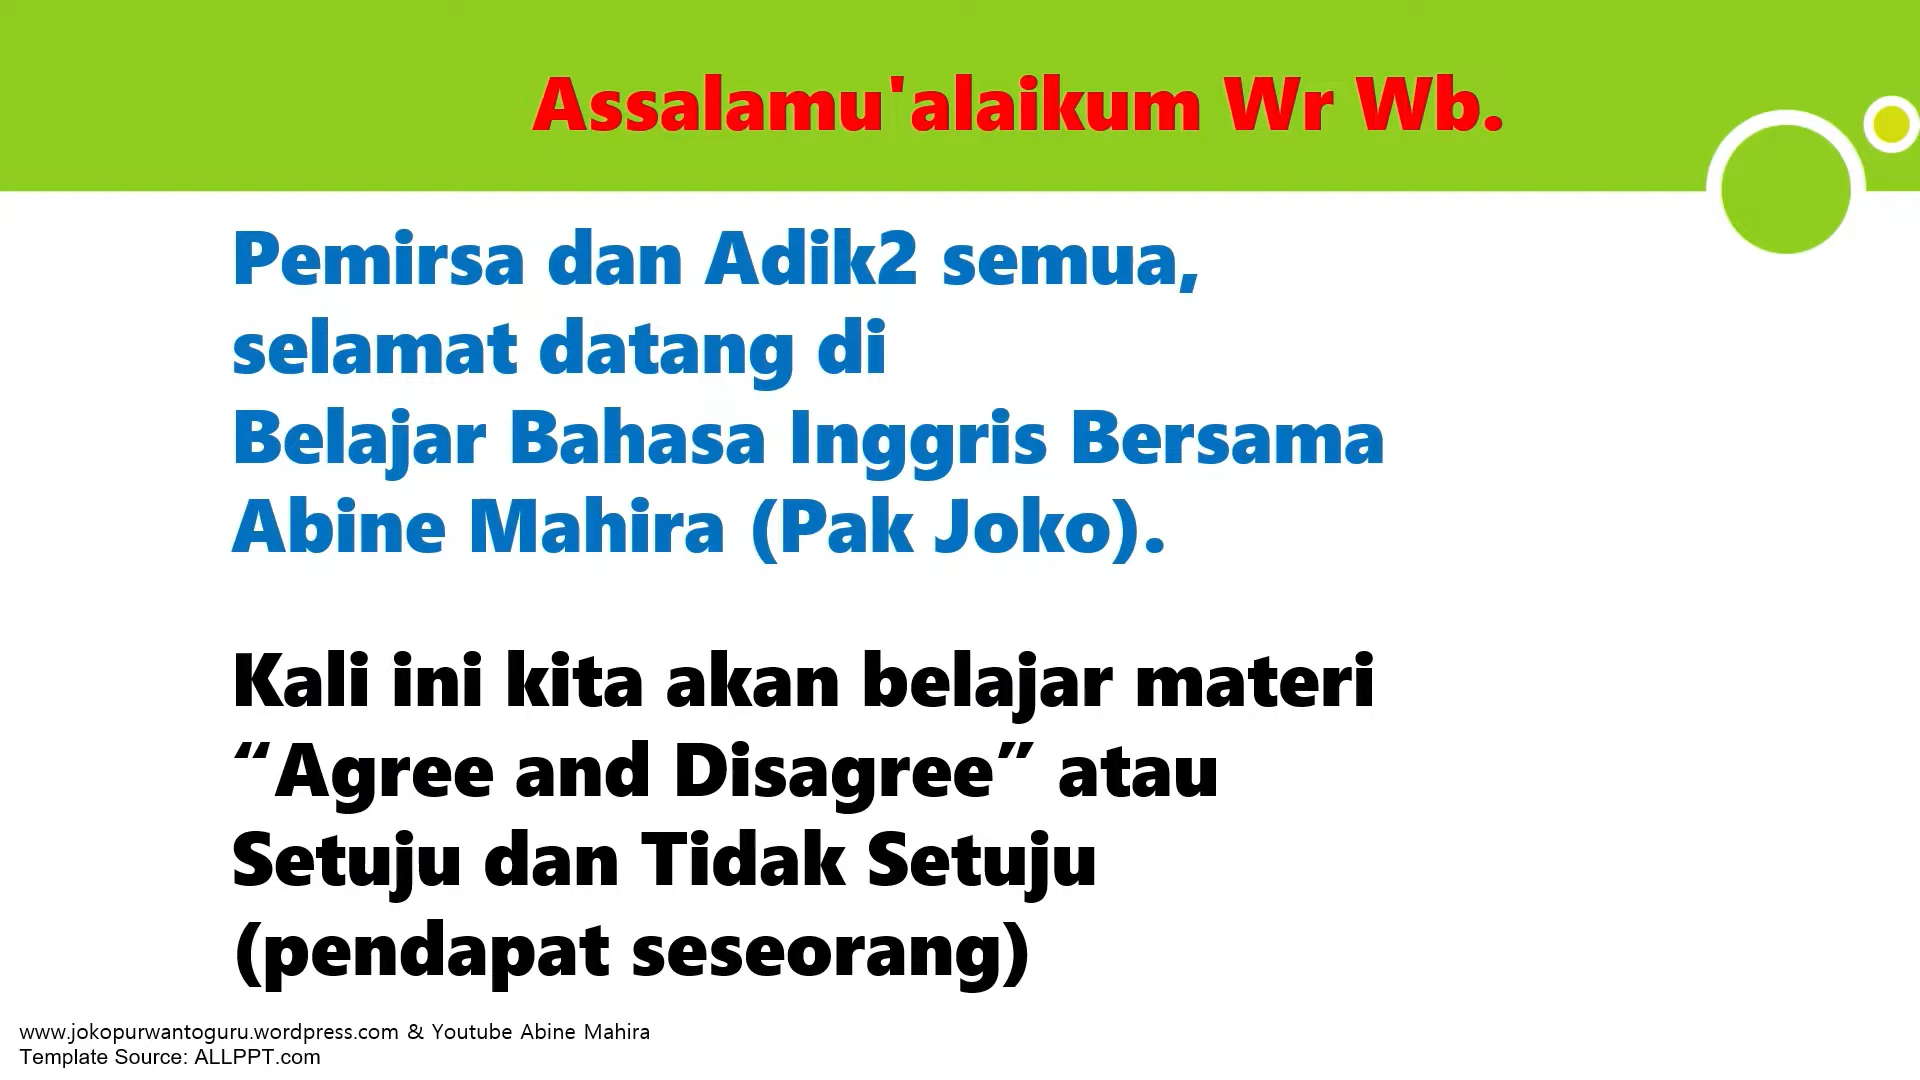 Assalamu'alaikum Wr Wb.
Pemirsa dan Adik2 semua,
selamat datang di
Belajar Bahasa Inggris Bersama
Abine Mahira (Pak Joko).
Kali ini kita akan belajar materi
“Agree and Disagree” atau
Setuju dan Tidak Setuju
(pendapat seseorang)
www.jokopurwantoguru.wordpress.com & Youtube Abine Mahira
Template Source: ALLPPT.com